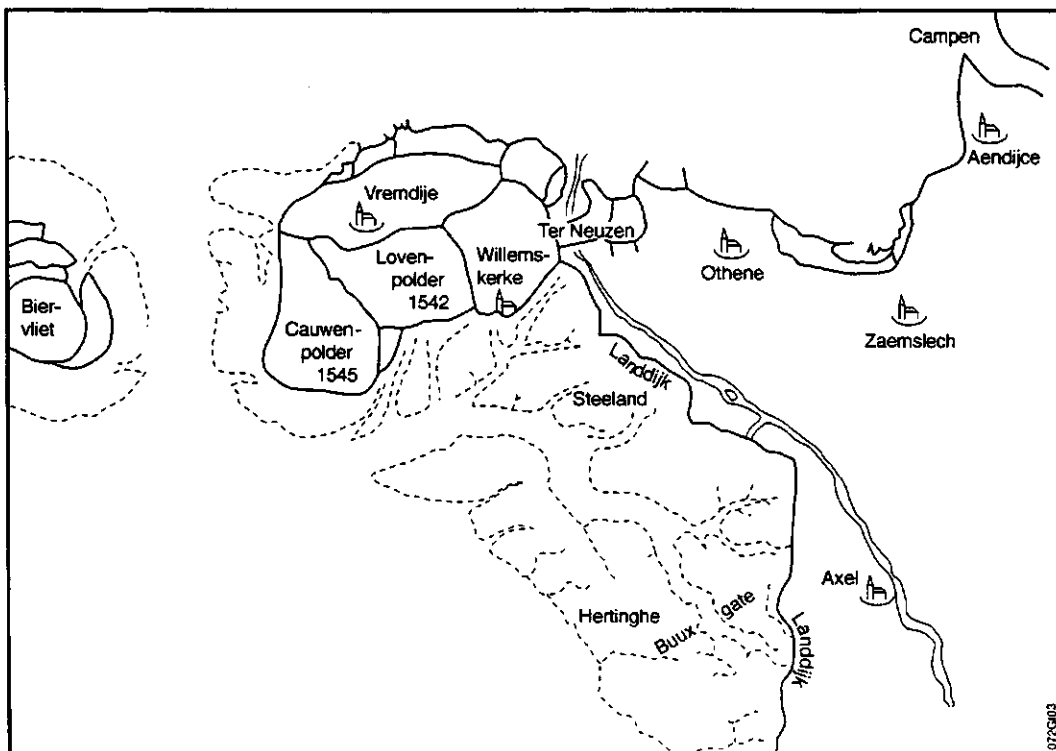 Campen
Aendijce
Vremdije
Ter Neuzen
Othene
Loven-
polder
1542
Willems-
kerke
Bier-
vliet
Zaemslech
Cauwen-
polder
1545
Landdijk
Steeland
Axel
Hertinghe
Buux gate
Landdijk
072Gt03